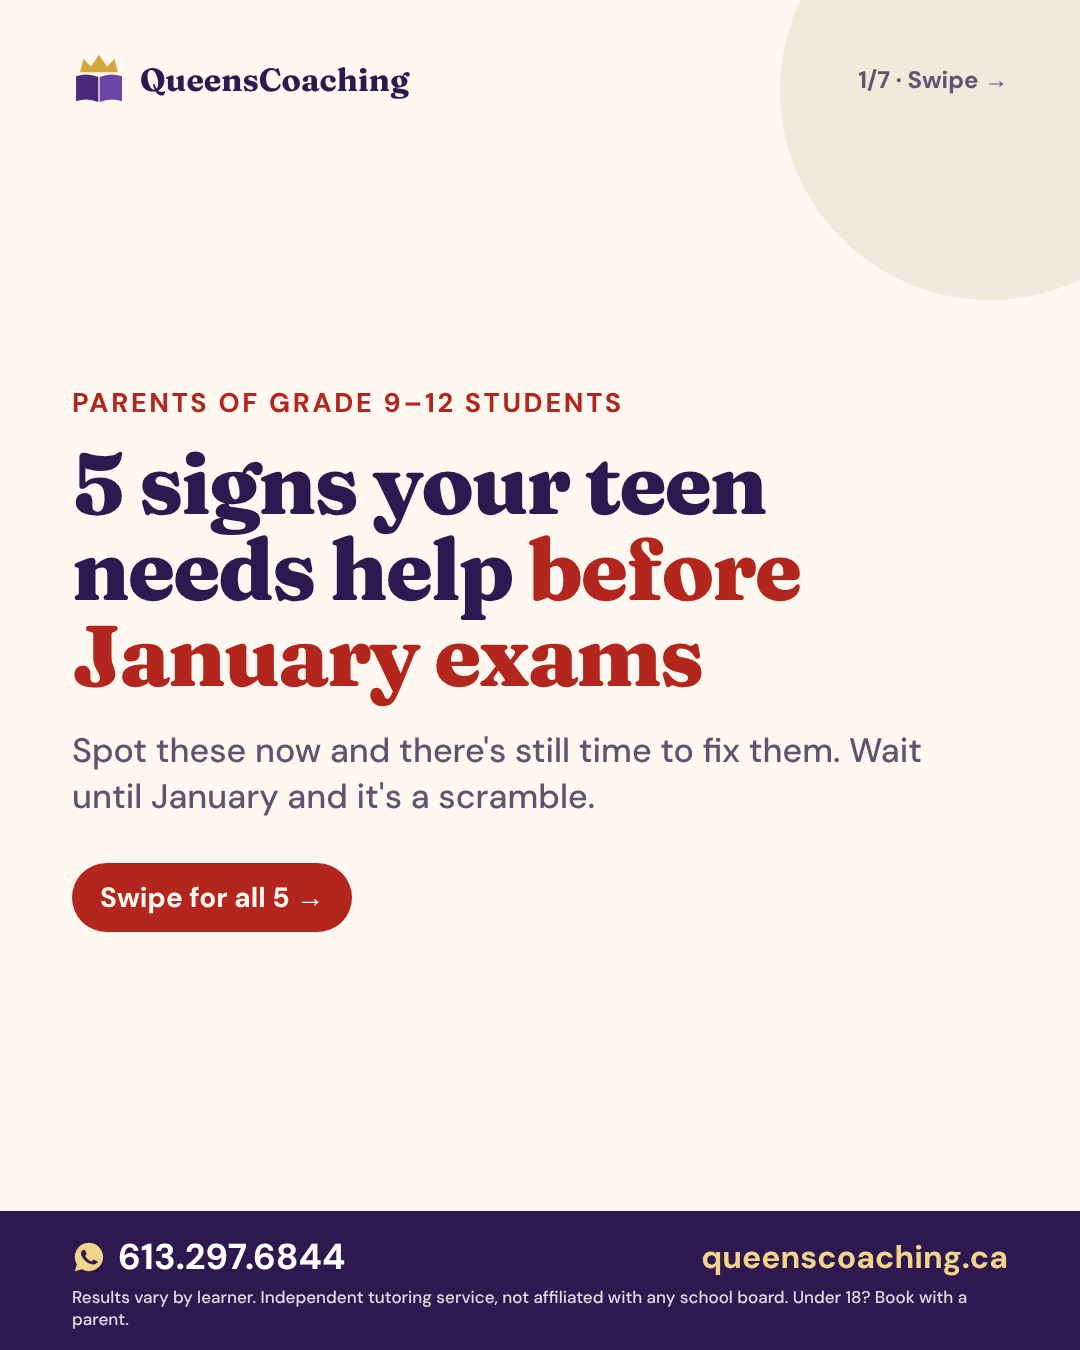 QueensCoaching
1/7 · Swipe →
PARENTS OF GRADE 9–12 STUDENTS
5 signs your teen
needs help before
January exams
Spot these now and there's still time to fix them. Wait
until January and it's a scramble.
Swipe for all 5 →
613.297.6844
queenscoaching.ca
Results vary by learner. Independent tutoring service, not affiliated with any school board. Under 18? Book with a
parent.